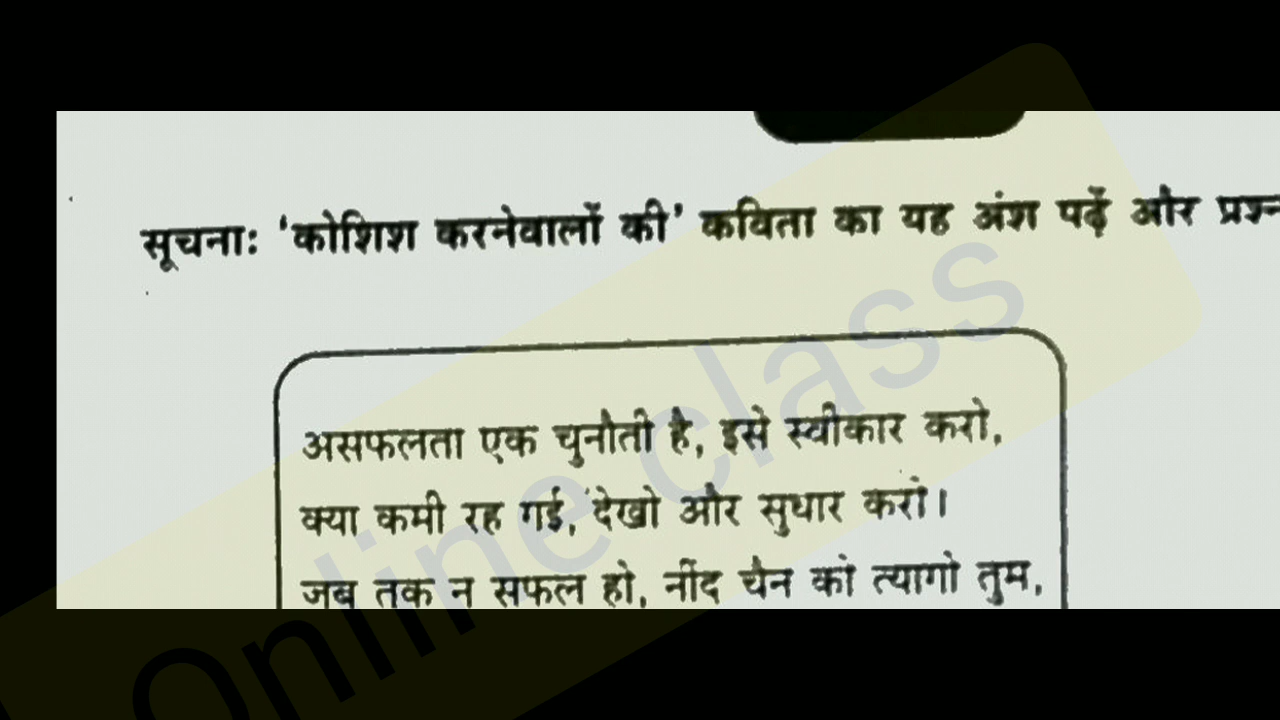 सूचनाः 'कोशिश करनेवालों की' कविता का यह अंश पढ़ें और प्रश्न
असफलता एक चुनौती है, इसे स्वीकार करो,
क्या कमी रह गई, देखो और सुधार करो।
जब तक न सफल हो, नींद चैन को त्यागो तुम,
Online class